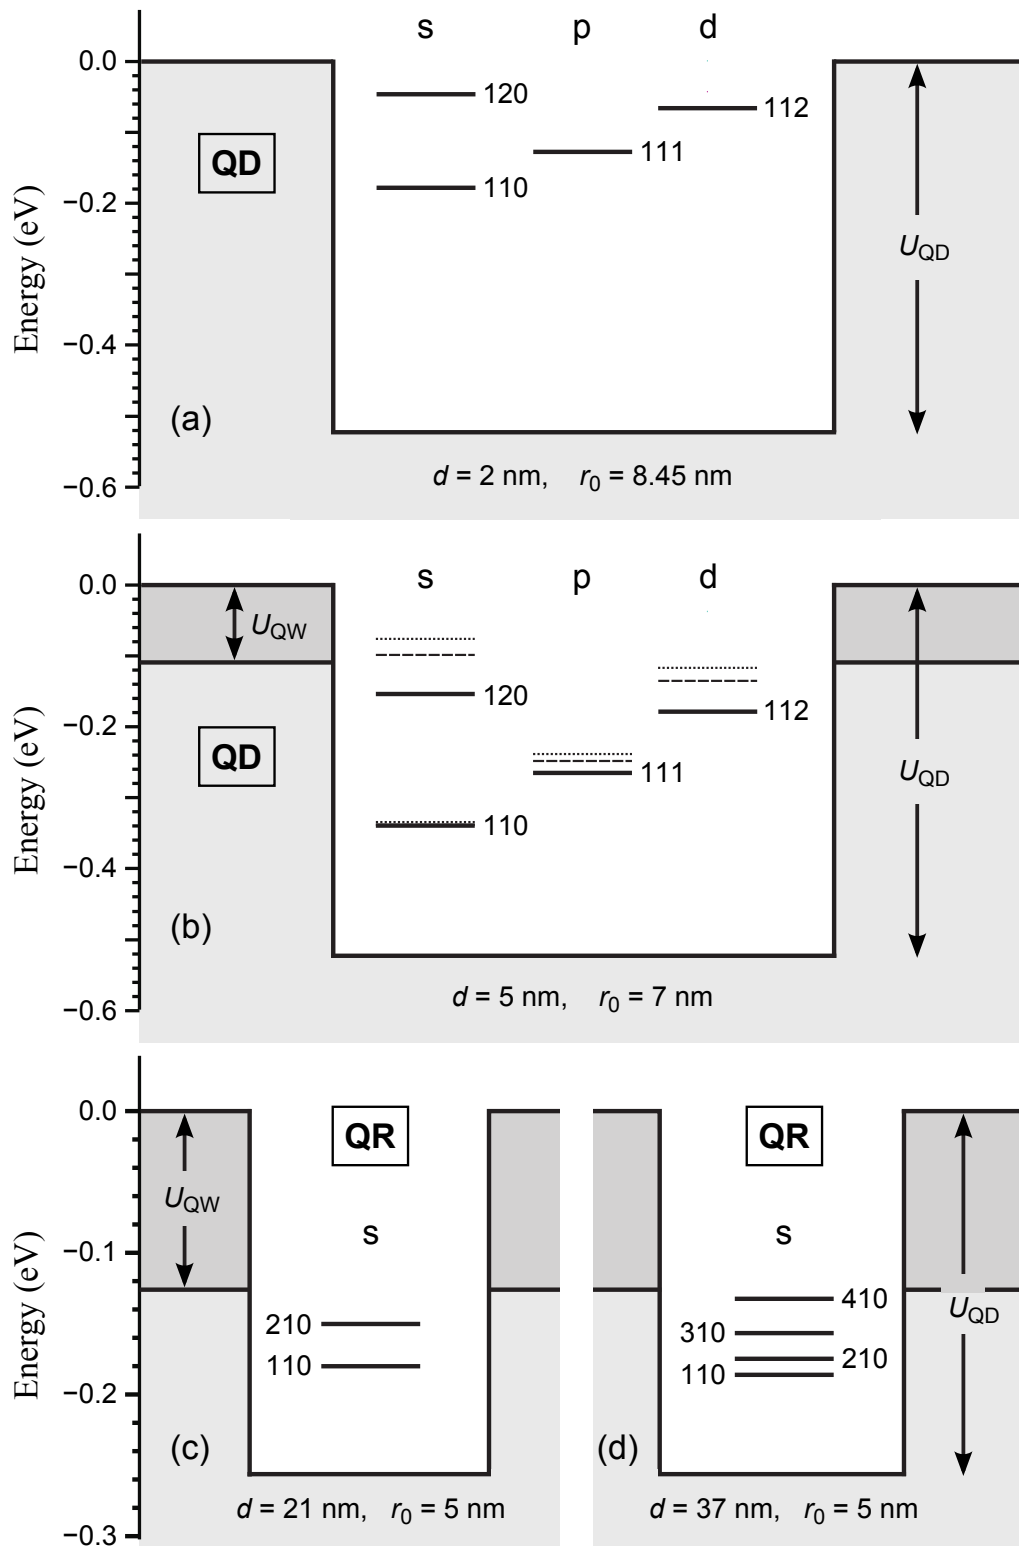 s p d
0.0
120
112
QD
111
110
−0.2
U_QD
Energy (eV)
−0.4
(a)
d = 2 nm, r_0 = 8.45 nm
−0.6
s p d
0.0
U_QW
120
112
−0.2
QD
111
U_QD
110
Energy (eV)
−0.4
(b)
d = 5 nm, r_0 = 7 nm
−0.6
0.0
QR QR
U_QW
s s
−0.1
410
U_QD
210
310
110
210
110
Energy (eV)
−0.2
(c) (d)
d = 21 nm, r_0 = 5 nm d = 37 nm, r_0 = 5 nm
−0.3